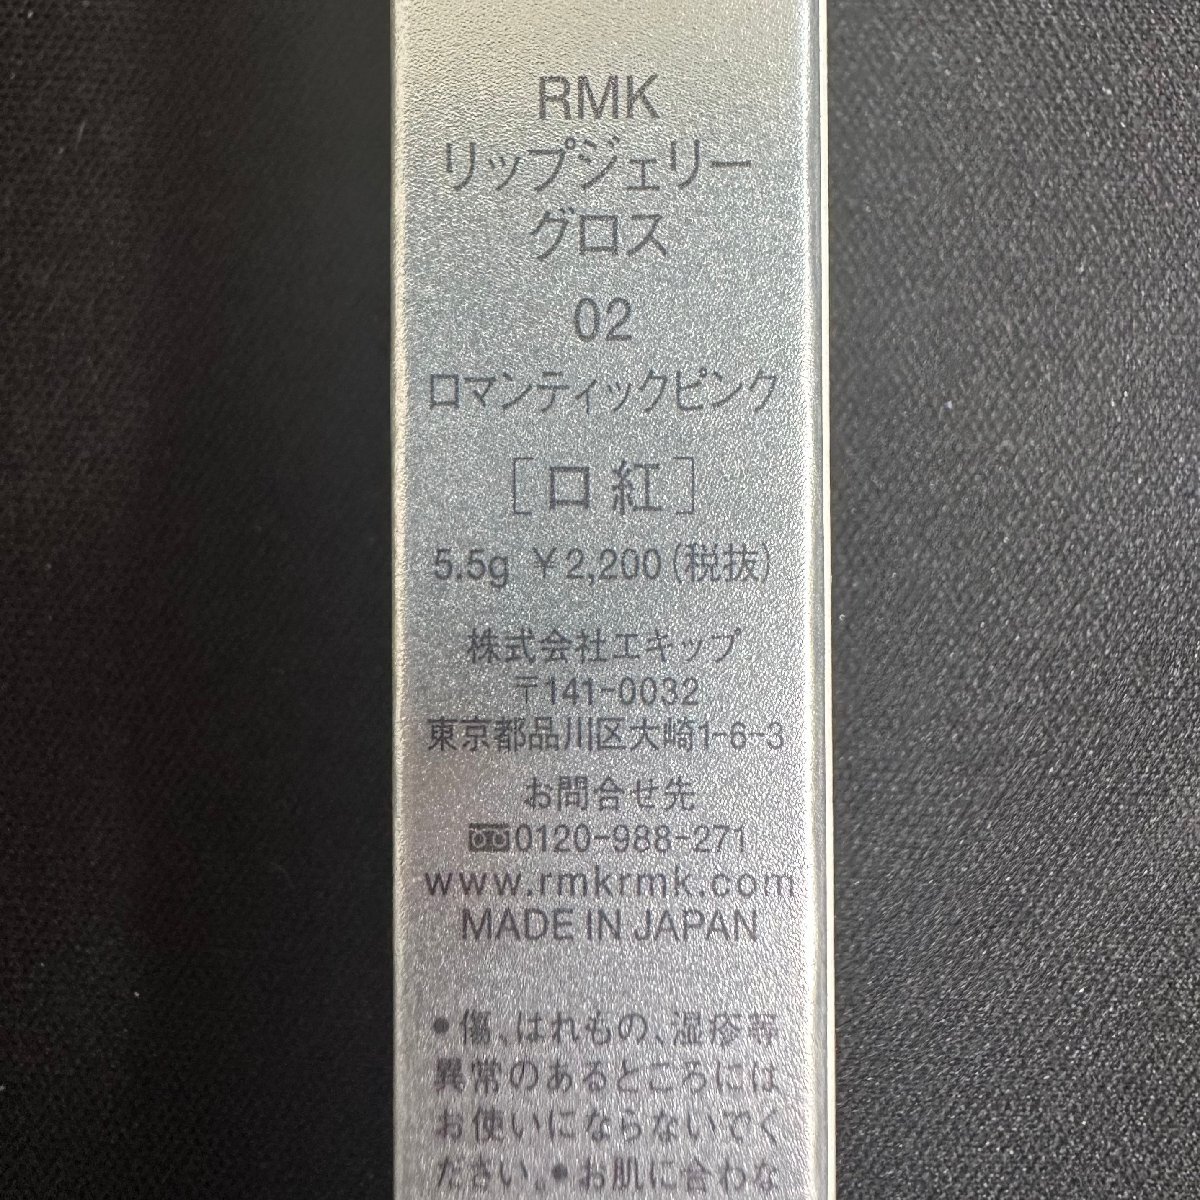 RMK
リップジェリー
グロス
02
ロマンティックピンク
[口紅]
5.5g ¥2,200(税抜)
株式会社エキップ
〒141-0032
東京都品川区大崎1-6-3
お問合せ先
0120-988-271
www.rmkrmk.com
MADE IN JAPAN
•傷、はれもの、湿疹等
異常のあるところには
お使いにならないでく
ださい。•お肌に合わな